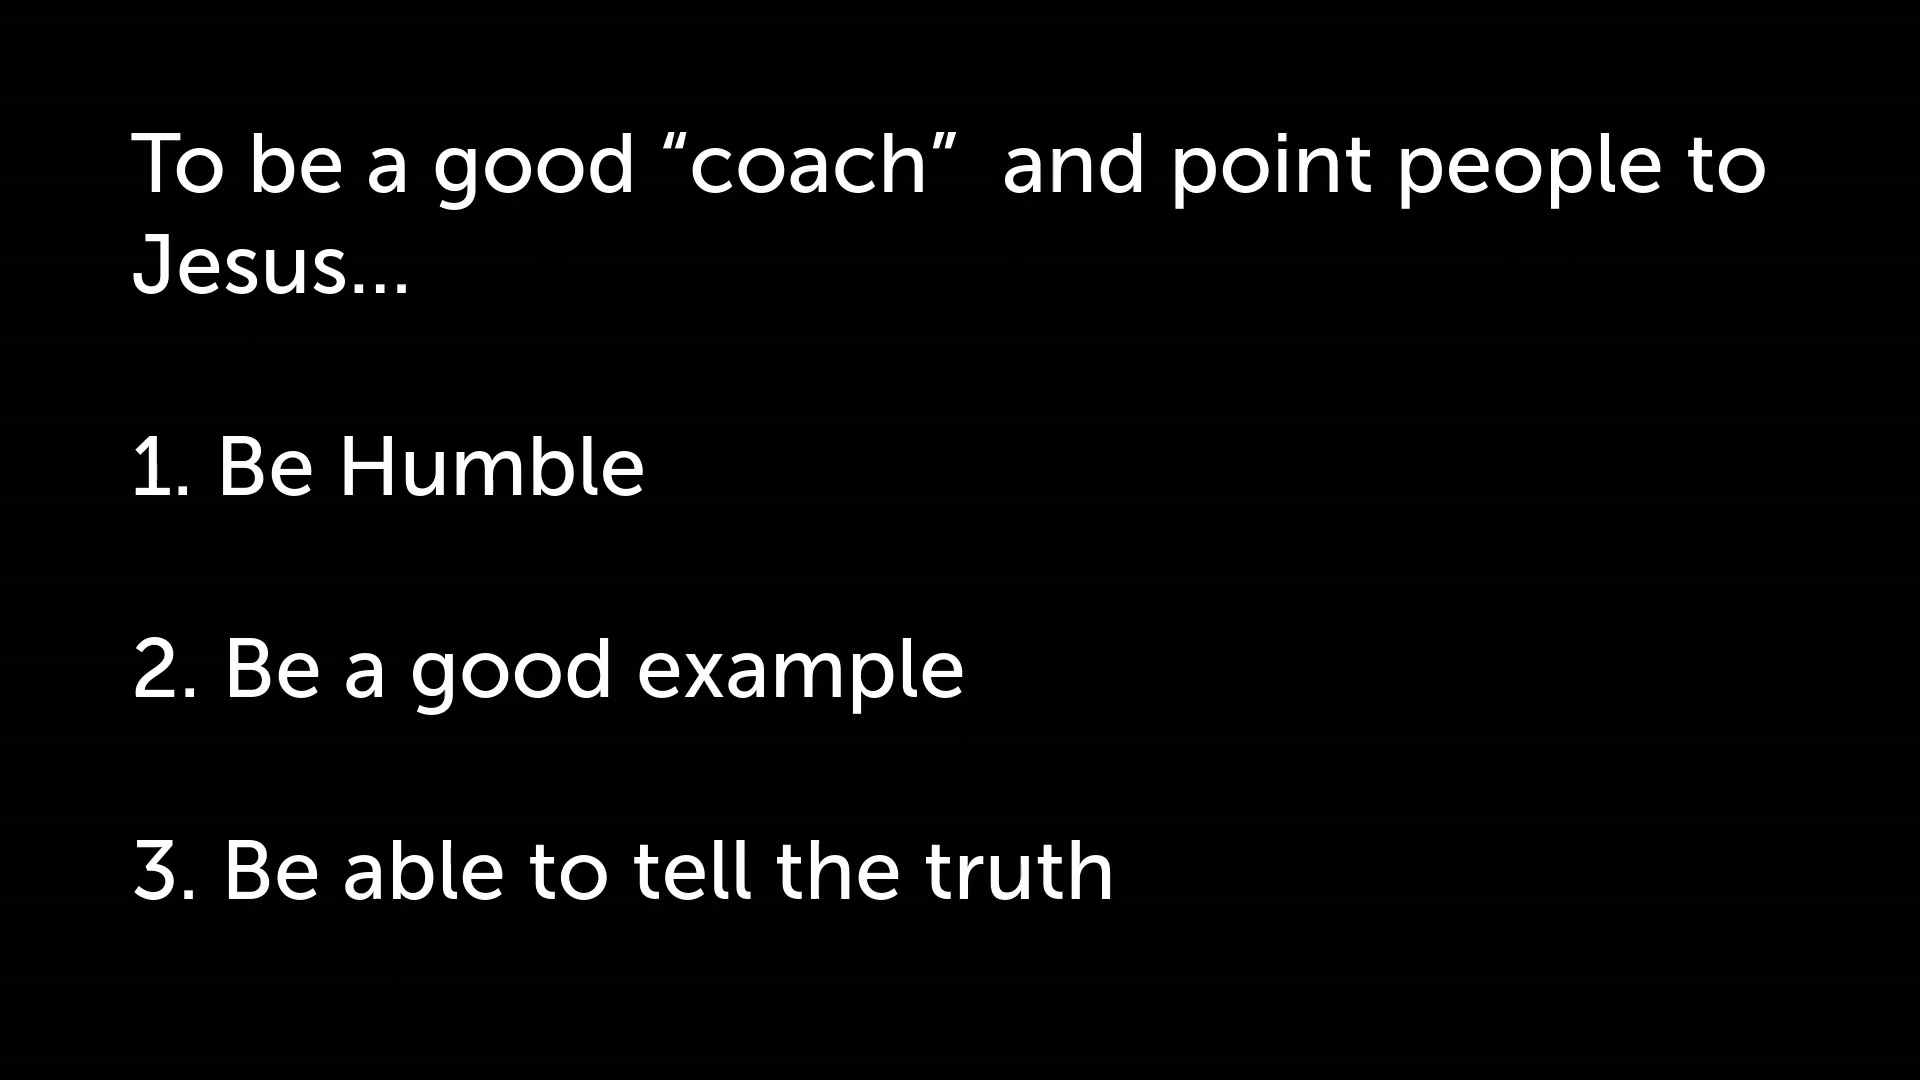 To be a good “coach”  and point people to
Jesus...
1. Be Humble
2. Be a good example
3. Be able to tell the truth